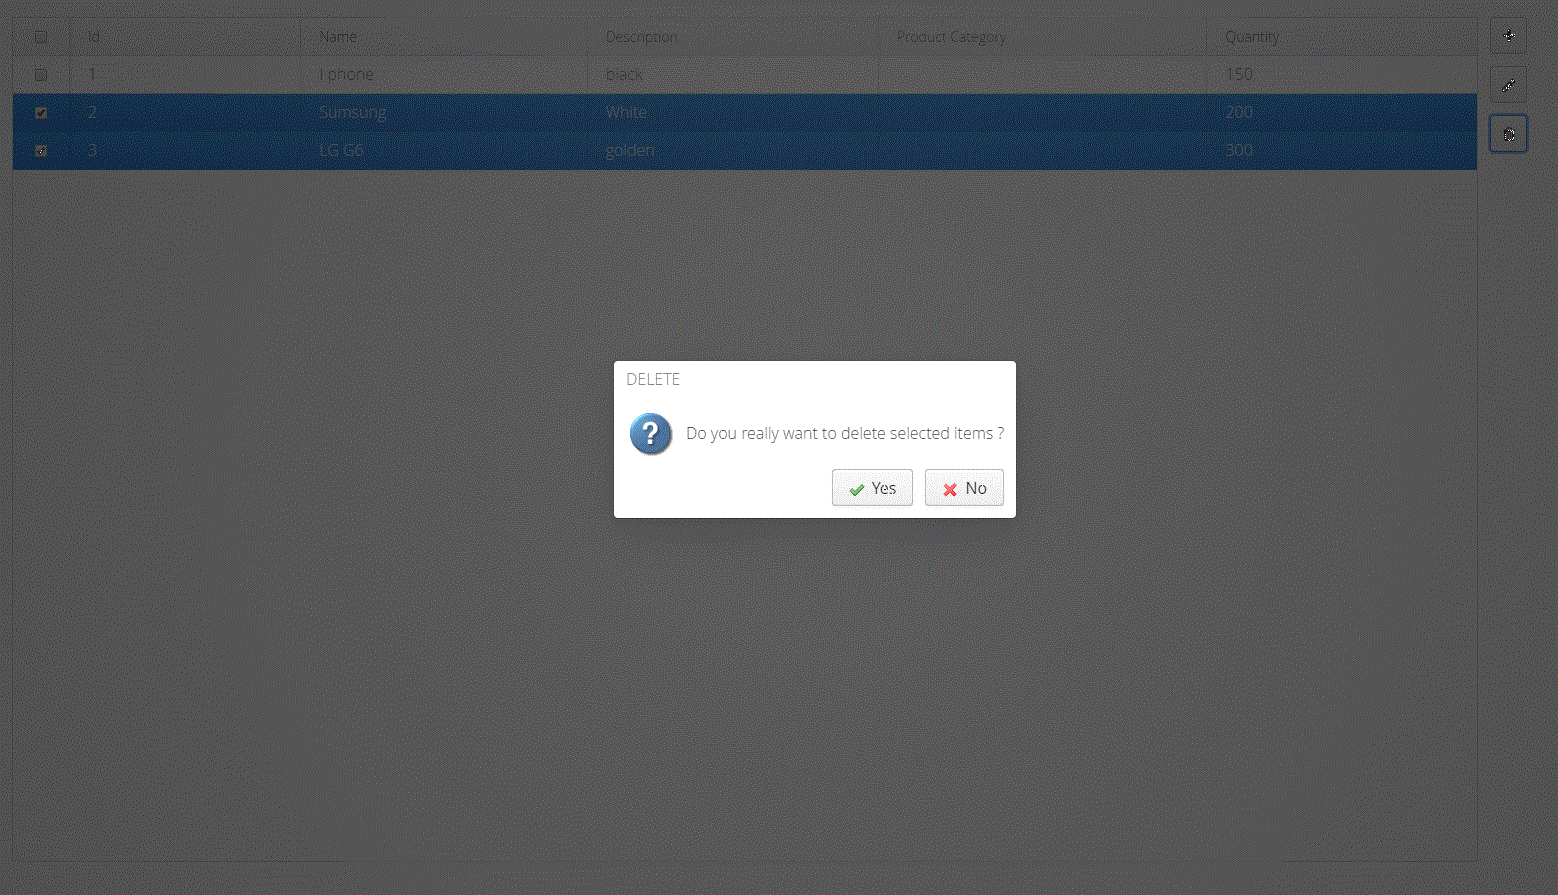 Id Name Description Product Category Quantity
1 I phone black 150
2 Sumsung White 200
3 LG G6 golden 300
DELETE
? Do you really want to delete selected items ?
Yes No